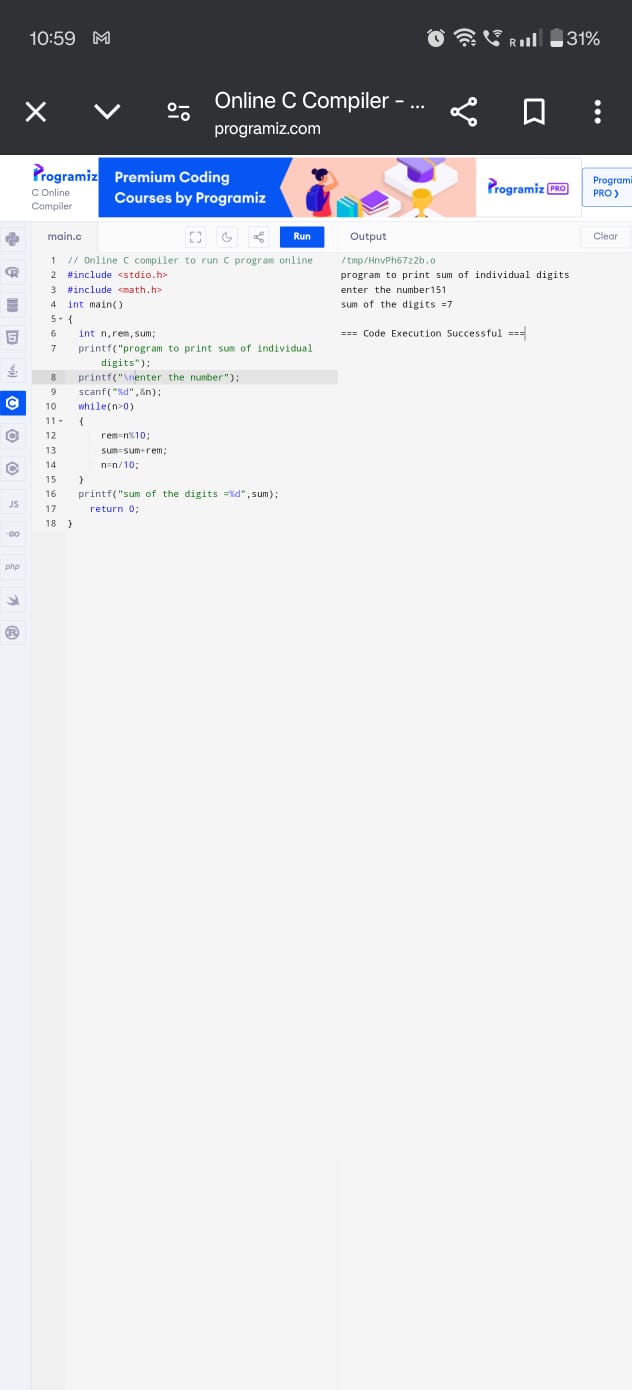 10:59
R
31%
Online C Compiler - ...
programiz.com
Programiz
C Online
Compiler
Premium Coding
Courses by Programiz
Programiz PRO
Programi
PRO >
main.c
Run
Output
Clear
1 // Online C compiler to run C program online
2 #include <stdio.h>
3 #include <math.h>
4 int main()
5 {
6 int n,rem,sum;
7 printf("program to print sum of individual
digits");
8 printf("\nenter the number");
9 scanf("%d",&n);
10 while(n>0)
11 {
12 rem=n%10;
13 sum=sum+rem;
14 n=n/10;
15 }
16 printf("sum of the digits =%d",sum);
17 return 0;
18 }
/tmp/HnvPh67z2b.o
program to print sum of individual digits
enter the number151
sum of the digits =7
=== Code Execution Successful ===
JS
GO
php